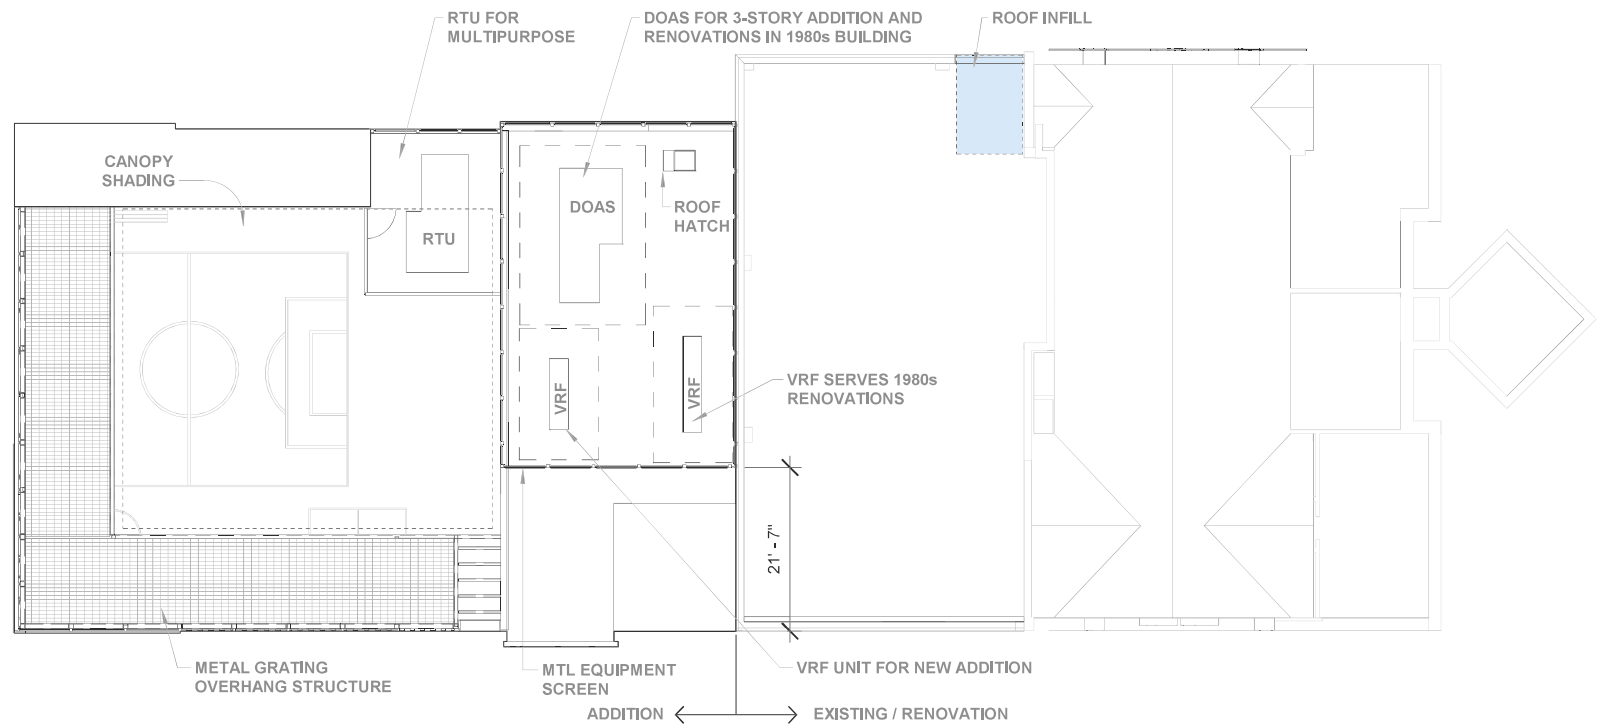 RTU FOR
MULTIPURPOSE
DOAS FOR 3-STORY ADDITION AND
RENOVATIONS IN 1980s BUILDING
ROOF INFILL
CANOPY
SHADING
DOAS
ROOF
HATCH
RTU
VRF
VRF
VRF SERVES 1980s
RENOVATIONS
21' - 7"
METAL GRATING
OVERHANG STRUCTURE
MTL EQUIPMENT
SCREEN
VRF UNIT FOR NEW ADDITION
ADDITION
EXISTING / RENOVATION